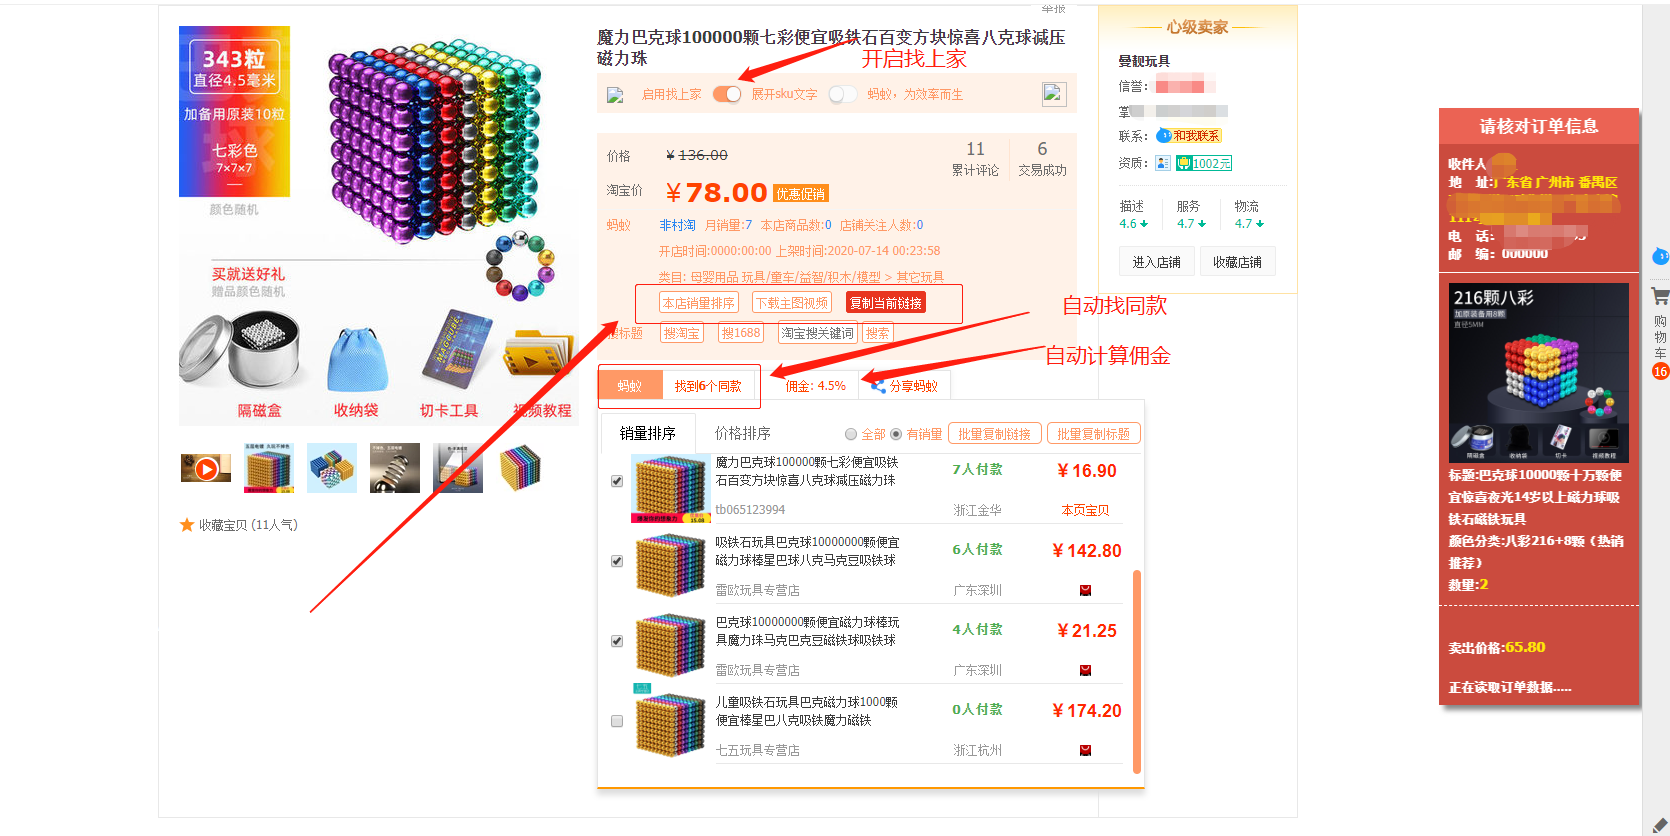 举报
343粒
直径4.5毫米
加备用原装10粒
七彩色
7×7×7
颜色随机
买就送好礼
赠品颜色随机
MAGCUBE
隔磁盒
收纳袋
切卡工具
视频教程
收藏宝贝 (11人气)
魔力巴克球100000颗七彩便宜吸铁石百变方块惊喜八克球减压
磁力珠
开启找上家
启用找上家
展开sku文字
蚂蚁，为效率而生
价格
¥ 136.00
11
累计评论
6
交易成功
淘宝价
¥ 78.00 优惠促销
蚂蚁
非村淘 月销量:7 本店商品数:0 店铺关注人数:0
开店时间:0000:00:00 上架时间:2020-07-14 00:23:58
类目: 母婴用品 玩具/童车/益智/积木/模型 > 其它玩具
本店销量排序
下载主图视频
复制当前链接
搜标题
搜淘宝
搜1688
淘宝搜关键词
搜索
自动找同款
自动计算佣金
蚂蚁
找到6个同款
佣金: 4.5%
分享蚂蚁
销量排序
价格排序
全部
有销量
批量复制链接
批量复制标题
魔力巴克球100000颗七彩便宜吸铁
石百变方块惊喜八克球减压磁力珠
7人付款
¥ 16.90
tb065123994
浙江金华
本页宝贝
吸铁石玩具巴克球10000000颗便宜
磁力球棒星巴球八克马克豆吸铁球
6人付款
¥ 142.80
雷欧玩具专营店
广东深圳
巴克球10000000颗便宜磁力球棒玩
具魔力珠马克巴克豆磁铁球吸铁球
4人付款
¥ 21.25
雷欧玩具专营店
广东深圳
儿童吸铁石玩具巴克磁力球1000颗
便宜棒星巴八克吸铁魔力磁铁
0人付款
¥ 174.20
七五玩具专营店
浙江杭州
心级卖家
曼靓玩具
信誉：
掌
联系： 和我联系
资质： 1002元
描述
服务
物流
4.6
4.7
4.7
进入店铺
收藏店铺
请核对订单信息
收件人
地 址:广东省 广州市 番禺区
电 话:
邮 编: 000000
216颗八彩
加原装备用8颗
直径5MM
隔磁盒
收纳袋
切卡
视频教程
标题:巴克球10000颗十万颗便
宜惊喜夜光14岁以上磁力球吸
铁石磁铁玩具
颜色分类:八彩216+8颗（热销
推荐）
数量:2
卖出价格:65.80
正在读取订单数据.....
购
物
车
16